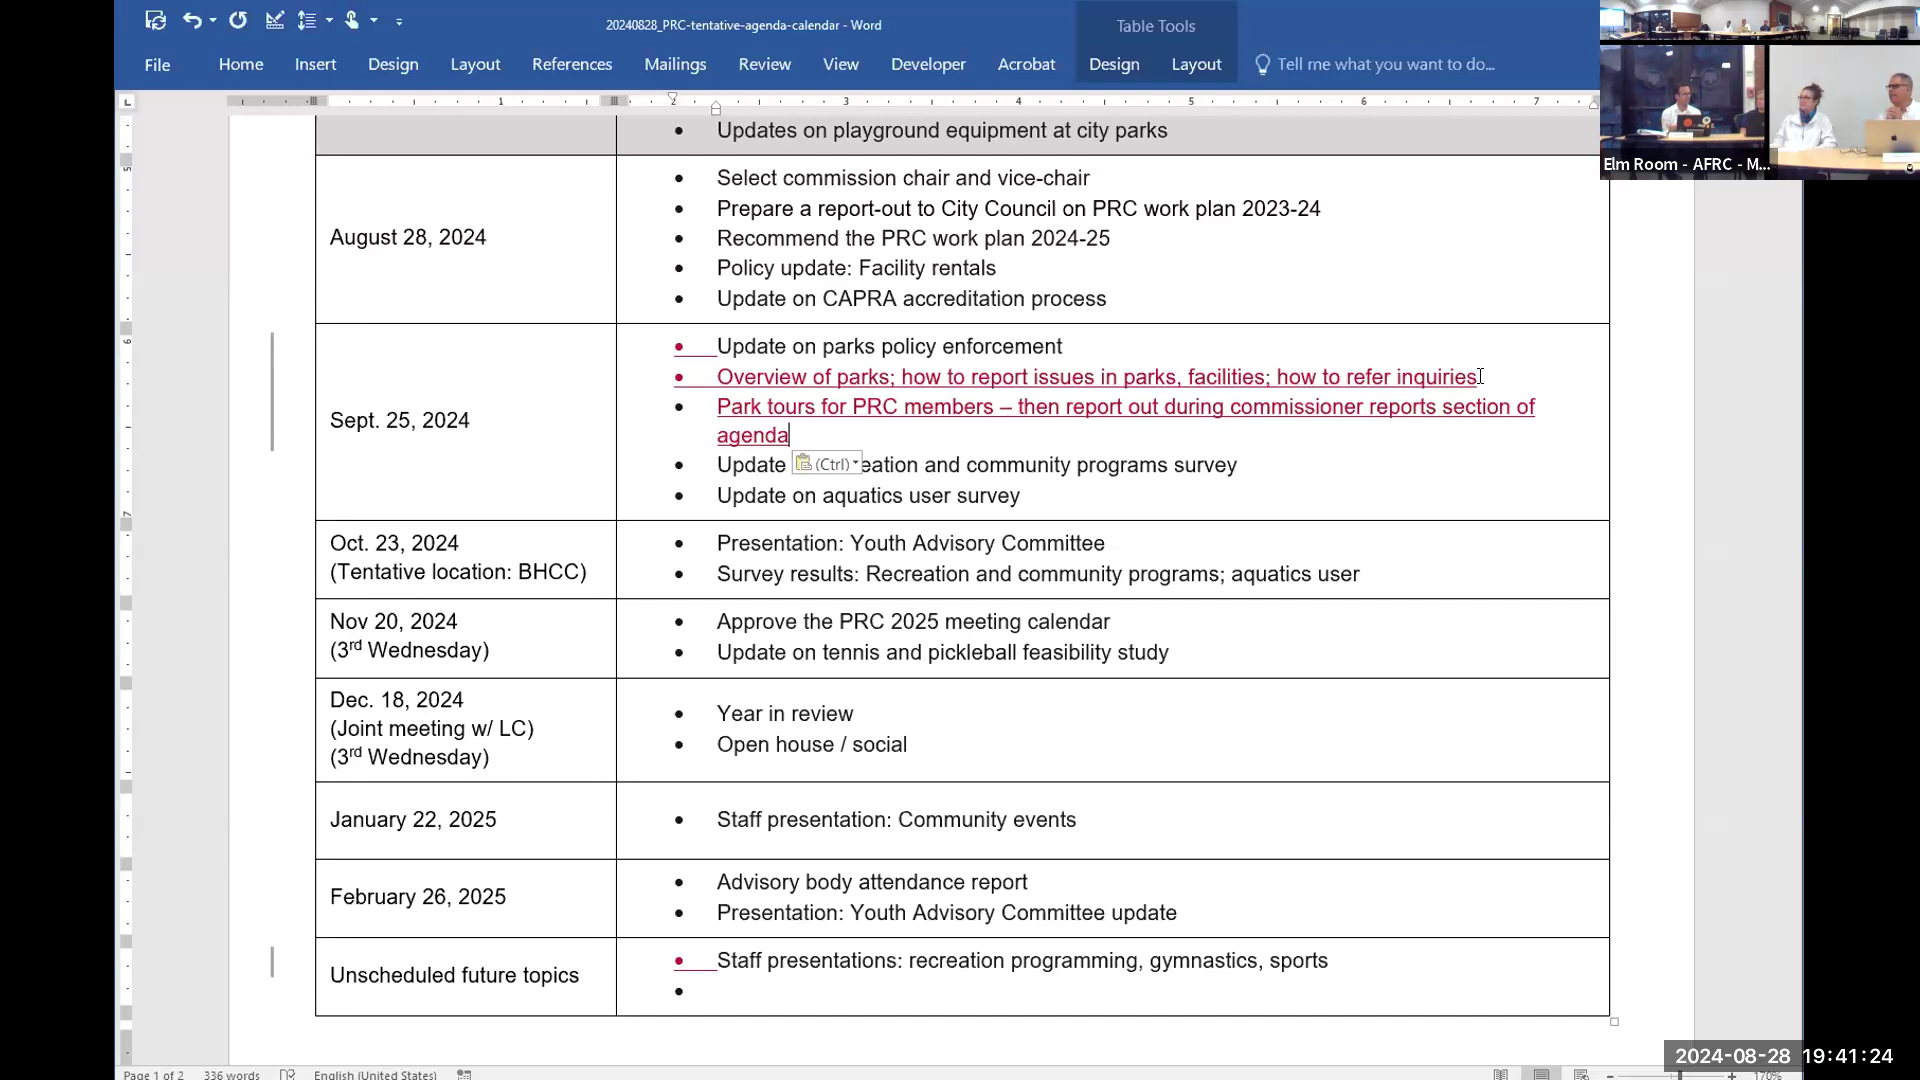 20240828_PRC-tentative-agenda-calendar - Word
Table Tools
File Home Insert Design Layout References Mailings Review View Developer Acrobat Design Layout Tell me what you want to do...
1 2 3 4 5 6 7
Updates on playground equipment at city parks
August 28, 2024
• Select commission chair and vice-chair
• Prepare a report-out to City Council on PRC work plan 2023-24
• Recommend the PRC work plan 2024-25
• Policy update: Facility rentals
• Update on CAPRA accreditation process
Sept. 25, 2024
• Update on parks policy enforcement
• Overview of parks; how to report issues in parks, facilities; how to refer inquiries
• Park tours for PRC members – then report out during commissioner reports section of
agenda
• Update (Ctrl) eation and community programs survey
• Update on aquatics user survey
Oct. 23, 2024
(Tentative location: BHCC)
• Presentation: Youth Advisory Committee
• Survey results: Recreation and community programs; aquatics user
Nov 20, 2024
(3rd Wednesday)
• Approve the PRC 2025 meeting calendar
• Update on tennis and pickleball feasibility study
Dec. 18, 2024
(Joint meeting w/ LC)
(3rd Wednesday)
• Year in review
• Open house / social
January 22, 2025
• Staff presentation: Community events
February 26, 2025
• Advisory body attendance report
• Presentation: Youth Advisory Committee update
Unscheduled future topics
• Staff presentations: recreation programming, gymnastics, sports
•
Page 1 of 2 336 words English (United States) 170%
Elm Room - AFRC - M...
2024-08-28 19:41:24